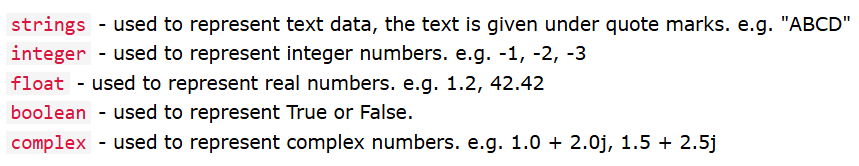 strings - used to represent text data, the text is given under quote marks. e.g. "ABCD"
integer - used to represent integer numbers. e.g. -1, -2, -3
float - used to represent real numbers. e.g. 1.2, 42.42
boolean - used to represent True or False.
complex - used to represent complex numbers. e.g. 1.0 + 2.0j, 1.5 + 2.5j